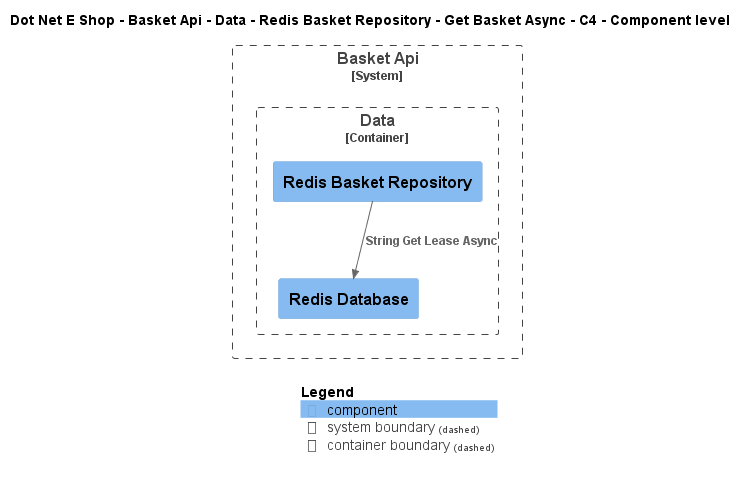 Dot Net E Shop - Basket Api - Data - Redis Basket Repository - Get Basket Async - C4 - Component level
Basket Api
[System]
Data
[Container]
Redis Basket Repository
String Get Lease Async
Redis Database
Legend
component
system boundary (dashed)
container boundary (dashed)